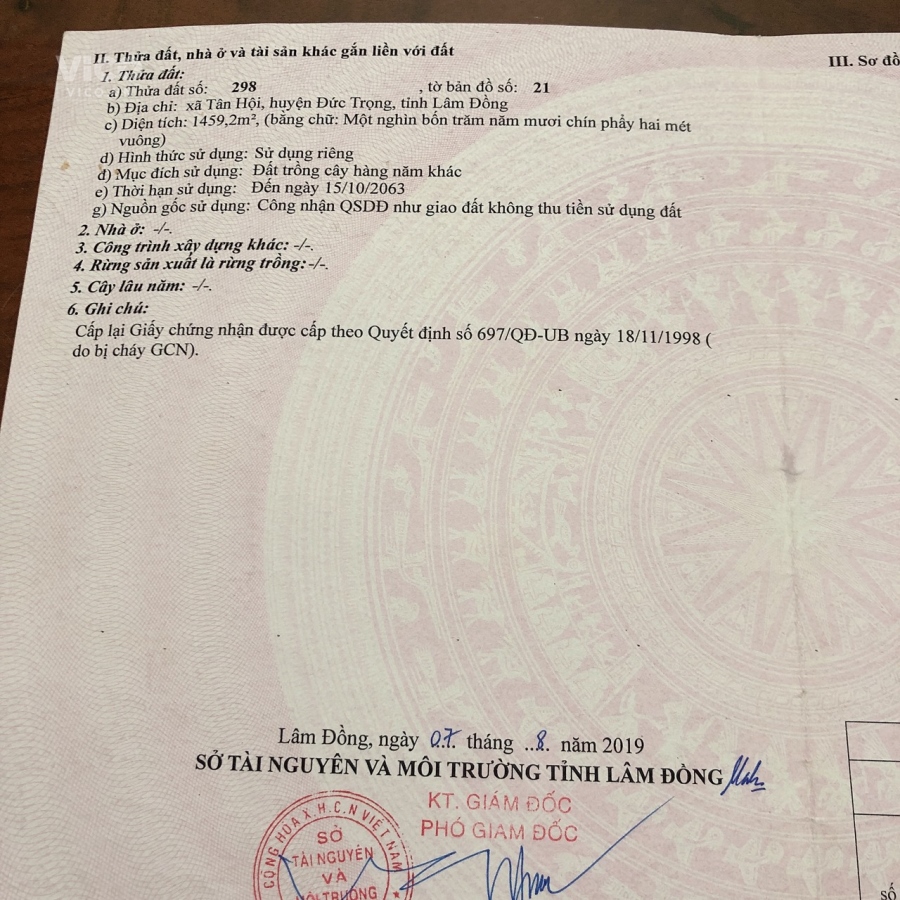 II. Thửa đất, nhà ở và tài sản khác gắn liền với đất
III. Sơ đồ
1. Thửa đất:
a) Thửa đất số: 298 , tờ bản đồ số: 21
b) Địa chỉ: xã Tân Hội, huyện Đức Trọng, tỉnh Lâm Đồng
c) Diện tích: 1459,2m², (bằng chữ: Một nghìn bốn trăm năm mươi chín phẩy hai mét
vuông)
d) Hình thức sử dụng: Sử dụng riêng
đ) Mục đích sử dụng: Đất trồng cây hàng năm khác
e) Thời hạn sử dụng: Đến ngày 15/10/2063
g) Nguồn gốc sử dụng: Công nhận QSDĐ như giao đất không thu tiền sử dụng đất
2. Nhà ở: -/-.
3. Công trình xây dựng khác: -/-.
4. Rừng sản xuất là rừng trồng: -/-.
5. Cây lâu năm: -/-.
6. Ghi chú:
Cấp lại Giấy chứng nhận được cấp theo Quyết định số 697/QĐ-UB ngày 18/11/1998 (
do bị cháy GCN).
Lâm Đồng, ngày 07. tháng ..8. năm 2019
SỞ TÀI NGUYÊN VÀ MÔI TRƯỜNG TỈNH LÂM ĐỒNG
KT. GIÁM ĐỐC
PHÓ GIÁM ĐỐC
CỘNG HÒA X.H.C.N VIỆT NAM
SỞ
TÀI NGUYÊN
VÀ
MÔI TRƯỜNG
số